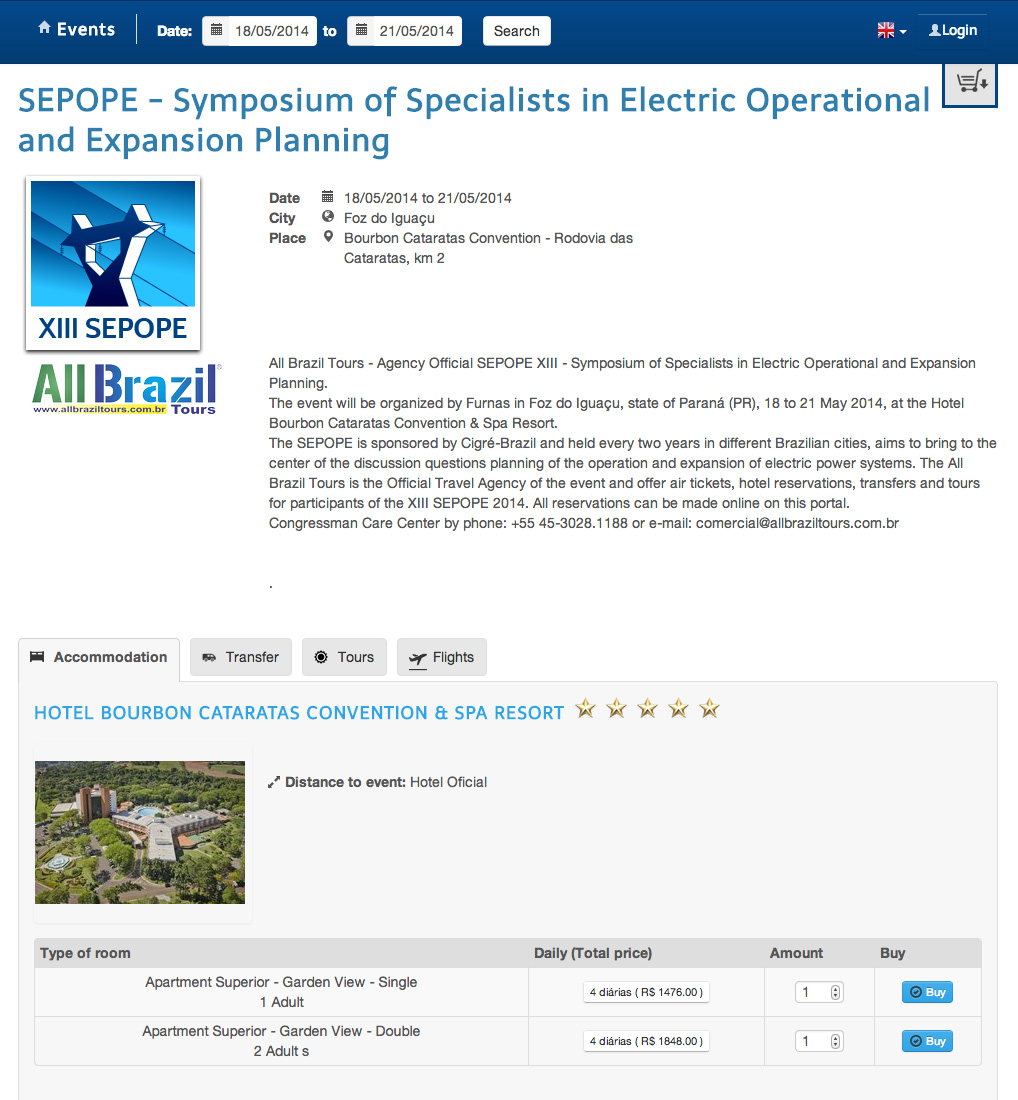 Events
Date:
18/05/2014
to
21/05/2014
Search
Login
SEPOPE - Symposium of Specialists in Electric Operational
and Expansion Planning
XIII SEPOPE
All Brazil®
www.allbraziltours.com.br Tours
Date 18/05/2014 to 21/05/2014
City Foz do Iguaçu
Place Bourbon Cataratas Convention - Rodovia das
Cataratas, km 2
All Brazil Tours - Agency Official SEPOPE XIII - Symposium of Specialists in Electric Operational and Expansion
Planning.
The event will be organized by Furnas in Foz do Iguaçu, state of Paraná (PR), 18 to 21 May 2014, at the Hotel
Bourbon Cataratas Convention & Spa Resort.
The SEPOPE is sponsored by Cigré-Brazil and held every two years in different Brazilian cities, aims to bring to the
center of the discussion questions planning of the operation and expansion of electric power systems. The All
Brazil Tours is the Official Travel Agency of the event and offer air tickets, hotel reservations, transfers and tours
for participants of the XIII SEPOPE 2014. All reservations can be made online on this portal.
Congressman Care Center by phone: +55 45-3028.1188 or e-mail: comercial@allbraziltours.com.br
.
Accommodation
Transfer
Tours
Flights
HOTEL BOURBON CATARATAS CONVENTION & SPA RESORT
Distance to event: Hotel Oficial
Type of room
Daily (Total price)
Amount
Buy
Apartment Superior - Garden View - Single
1 Adult
4 diárias ( R$ 1476.00 )
1
Buy
Apartment Superior - Garden View - Double
2 Adult s
4 diárias ( R$ 1848.00 )
1
Buy